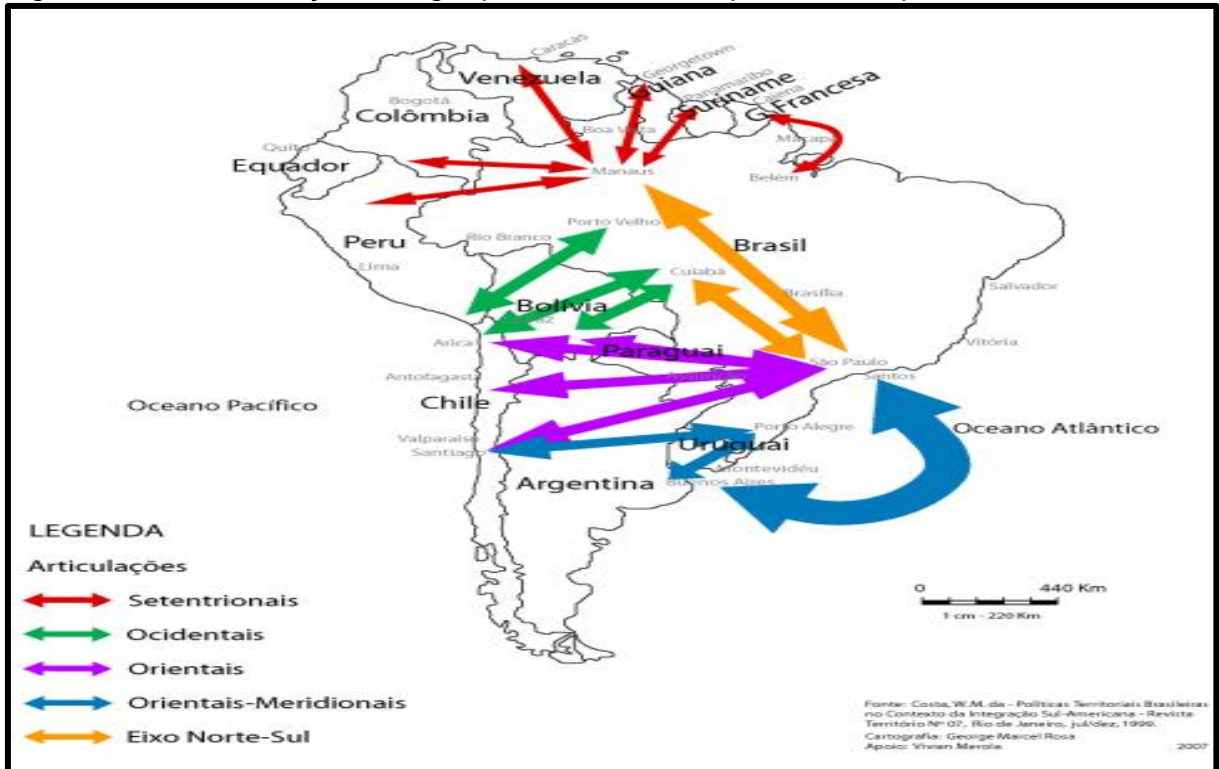 Caracas
Venezuela
Georgetown
Guiana
Panamaribo
Suriname
Caiena
G. Francesa
Bogotá
Colômbia
Boa Vista
Macapá
Quito
Equador
Manaus
Belém
Porto Velho
Rio Branco
Peru
Brasil
Lima
Cuiabá
Brasília
Salvador
Bolívia
Arica
Paraguai
São Paulo
Vitória
Antofagasta
Santos
Oceano Pacífico
Chile
Oceano Atlântico
Valparaiso
Porto Alegre
Santiago
Uruguai
Montevidéu
Argentina
Buenos Aires
LEGENDA
Articulações
Setentrionais
Ocidentais
Orientais
Orientais-Meridionais
Eixo Norte-Sul
0 440 Km
1 cm - 220 Km
Fonte: Costa, W.M. da - Políticas Territoriais Brasileiras
no Contexto da Integração Sul-Americana - Revista
Território Nº 07, Rio de Janeiro, jul/dez, 1999.
Cartografia: George Marcel Rosa
Apoio: Vivian Merola 2007